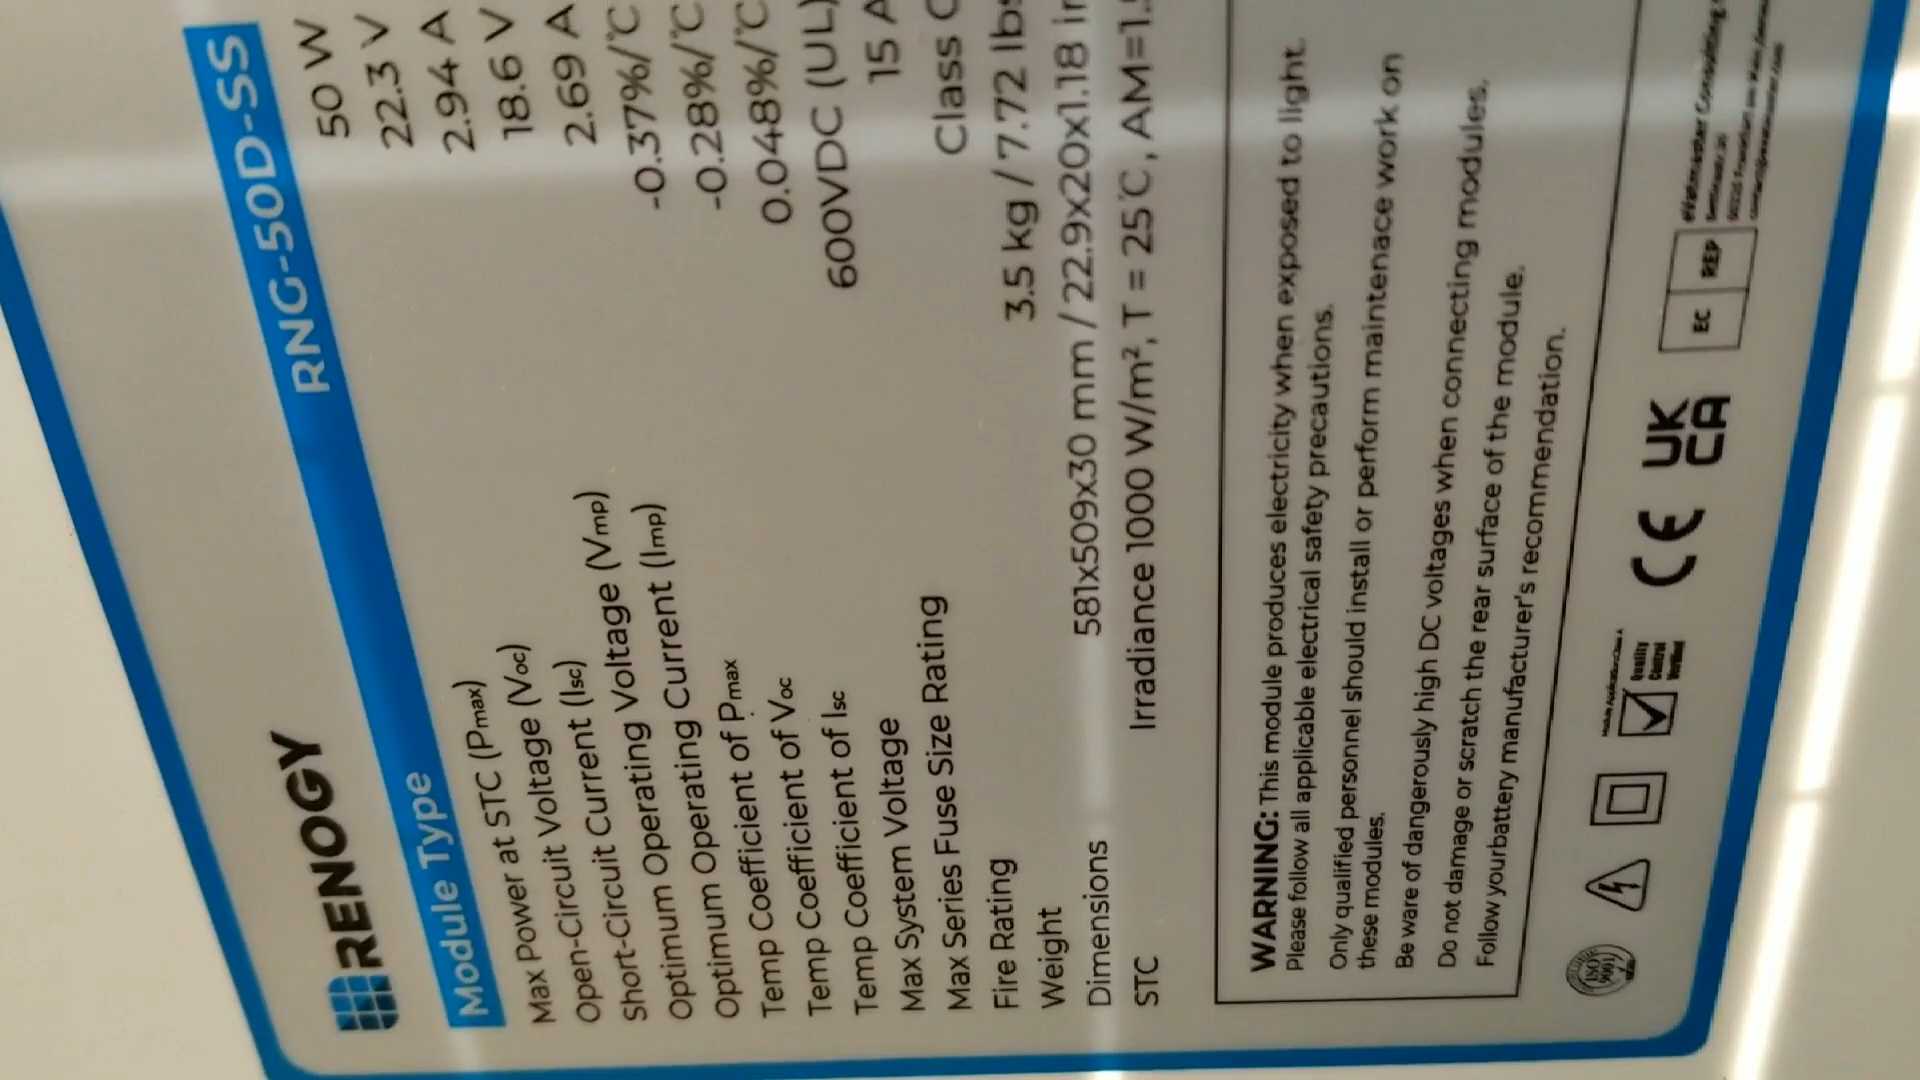 RENOGY
Module Type RNG-50D-SS
Max Power at STC (Pmax) 50 W
Open-Circuit Voltage (Voc) 22.3 V
Short-Circuit Current (Isc) 2.94 A
Optimum Operating Voltage (Vmp) 18.6 V
Optimum Operating Current (Imp) 2.69 A
Temp Coefficient of Pmax -0.37%/℃
Temp Coefficient of Voc -0.28%/℃
Temp Coefficient of Isc 0.048%/℃
Max System Voltage 600VDC (UL)
Max Series Fuse Size Rating 15 A
Fire Rating Class C
Weight 3.5 kg / 7.72 lbs
Dimensions 581x509x30 mm / 22.9x20x1.18 in
STC Irradiance 1000 W/m², T = 25℃, AM=1.
WARNING: This module produces electricity when exposed to light.
Please follow all applicable electrical safety precautions.
Only qualified personnel should install or perform maintenace work on
these modules.
Be ware of dangerously high DC voltages when connecting modules.
Do not damage or scratch the rear surface of the module.
Follow yourbattery manufacturer's recommendation.
ISO
9001
Quality
Control
Verified
CE
UK
CA
EC REP